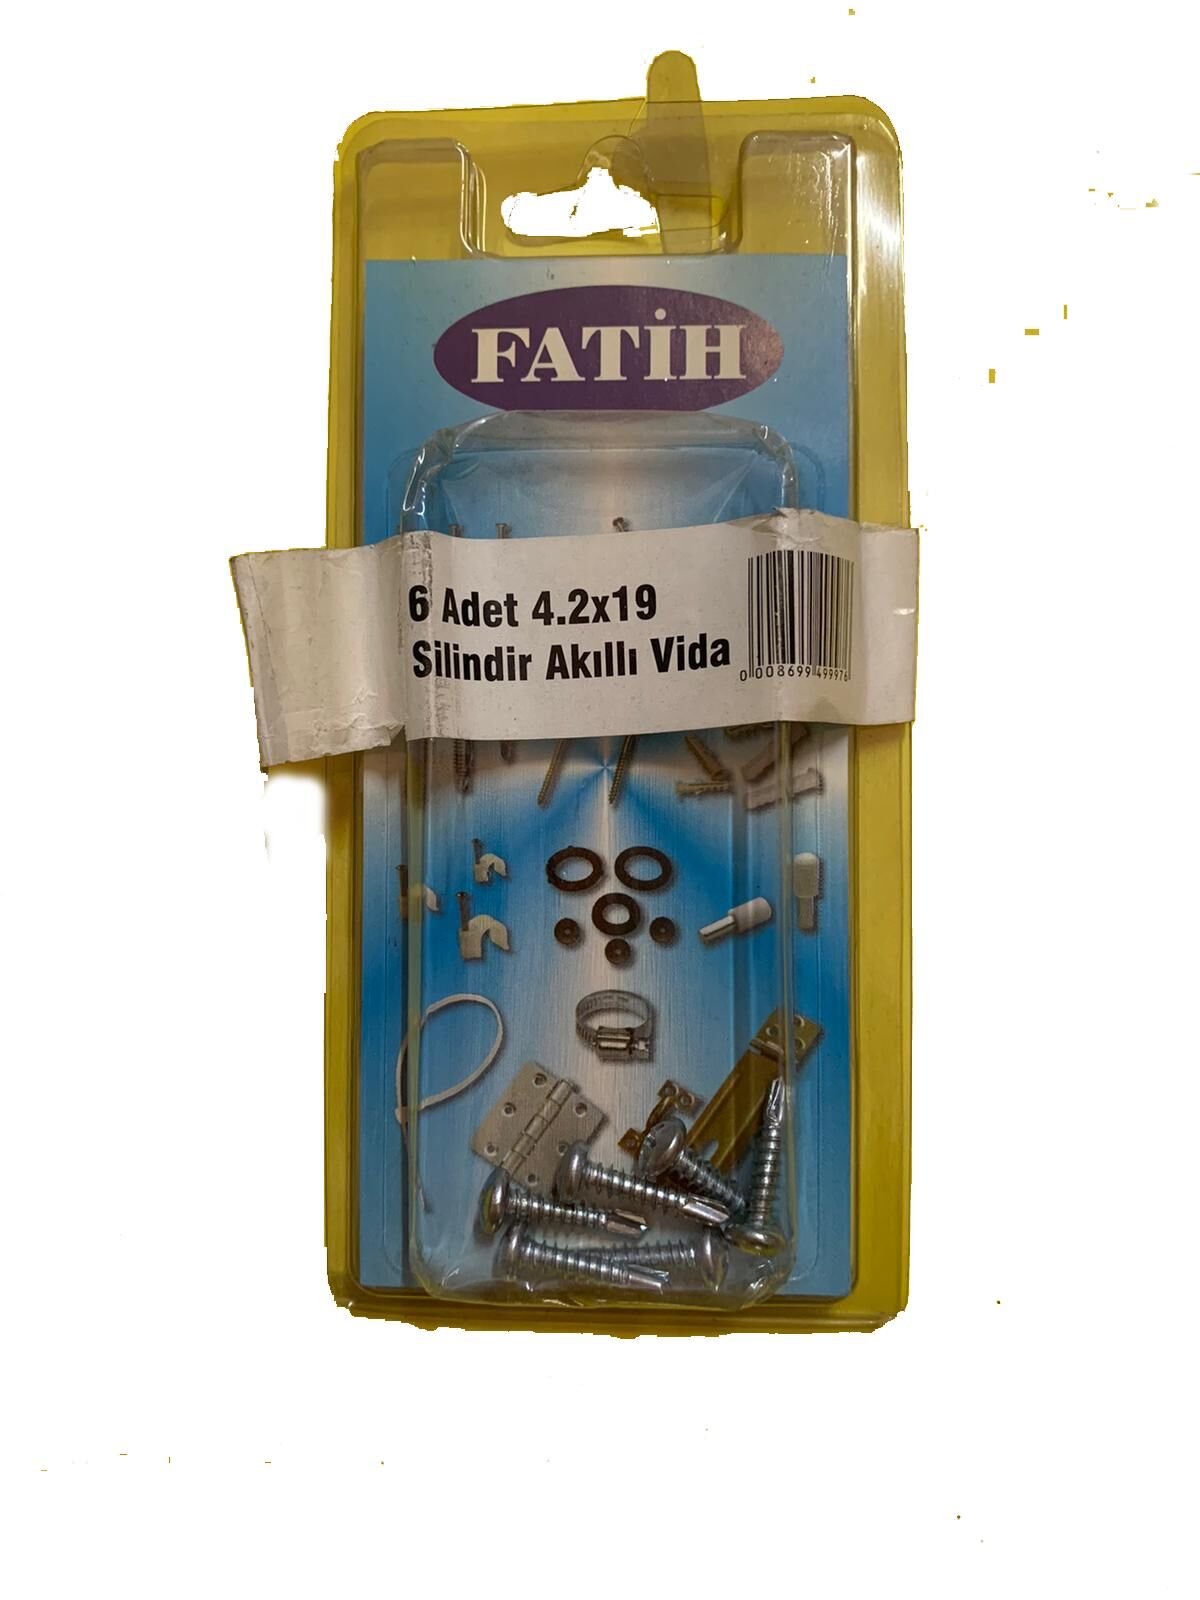 FATİH
6 Adet 4.2x19
Silindir Akıllı Vida
0 008699 499976